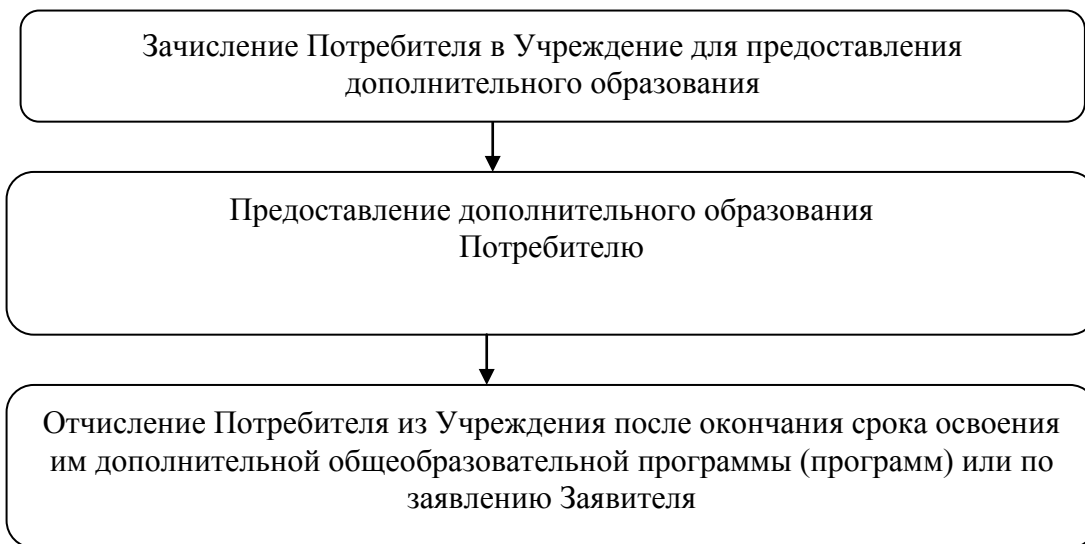 Зачисление Потребителя в Учреждение для предоставления
дополнительного образования
Предоставление дополнительного образования
Потребителю
Отчисление Потребителя из Учреждения после окончания срока освоения
им дополнительной общеобразовательной программы (программ) или по
заявлению Заявителя